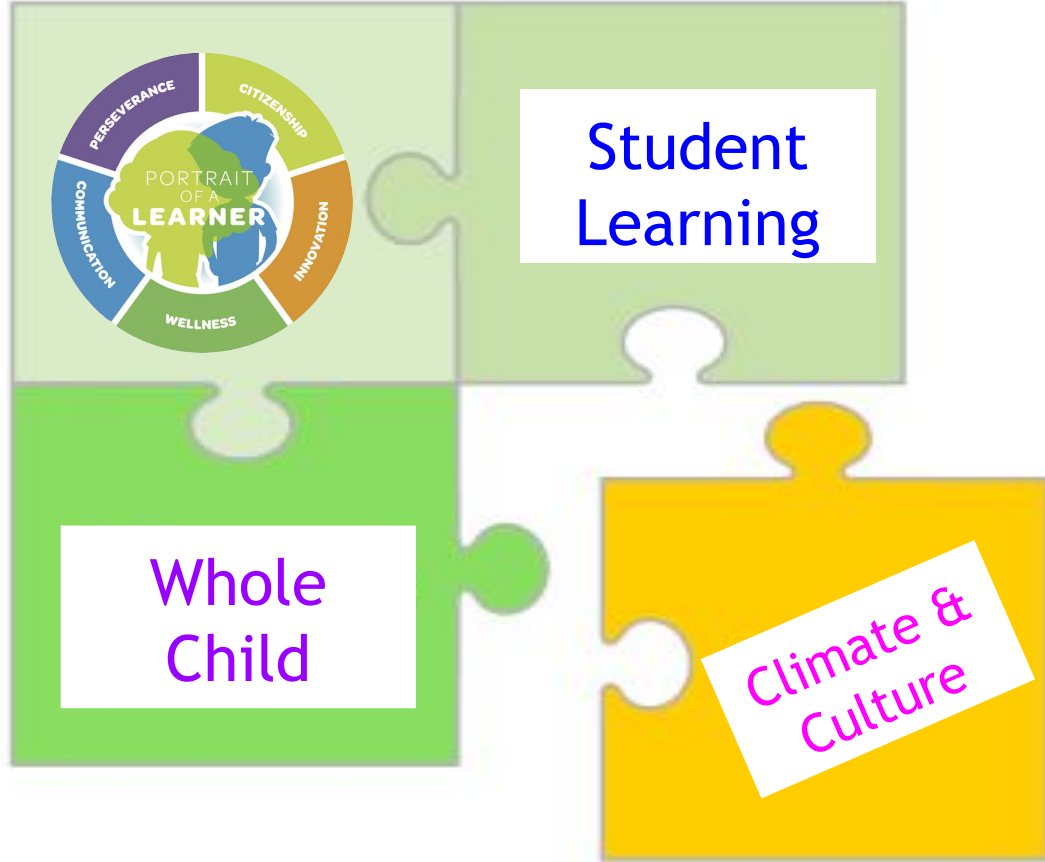 PERSEVERANCE
CITIZENSHIP
COMMUNICATION
PORTRAIT
OF A
LEARNER
INNOVATION
WELLNESS
Student
Learning
Whole
Child
Climate &
Culture